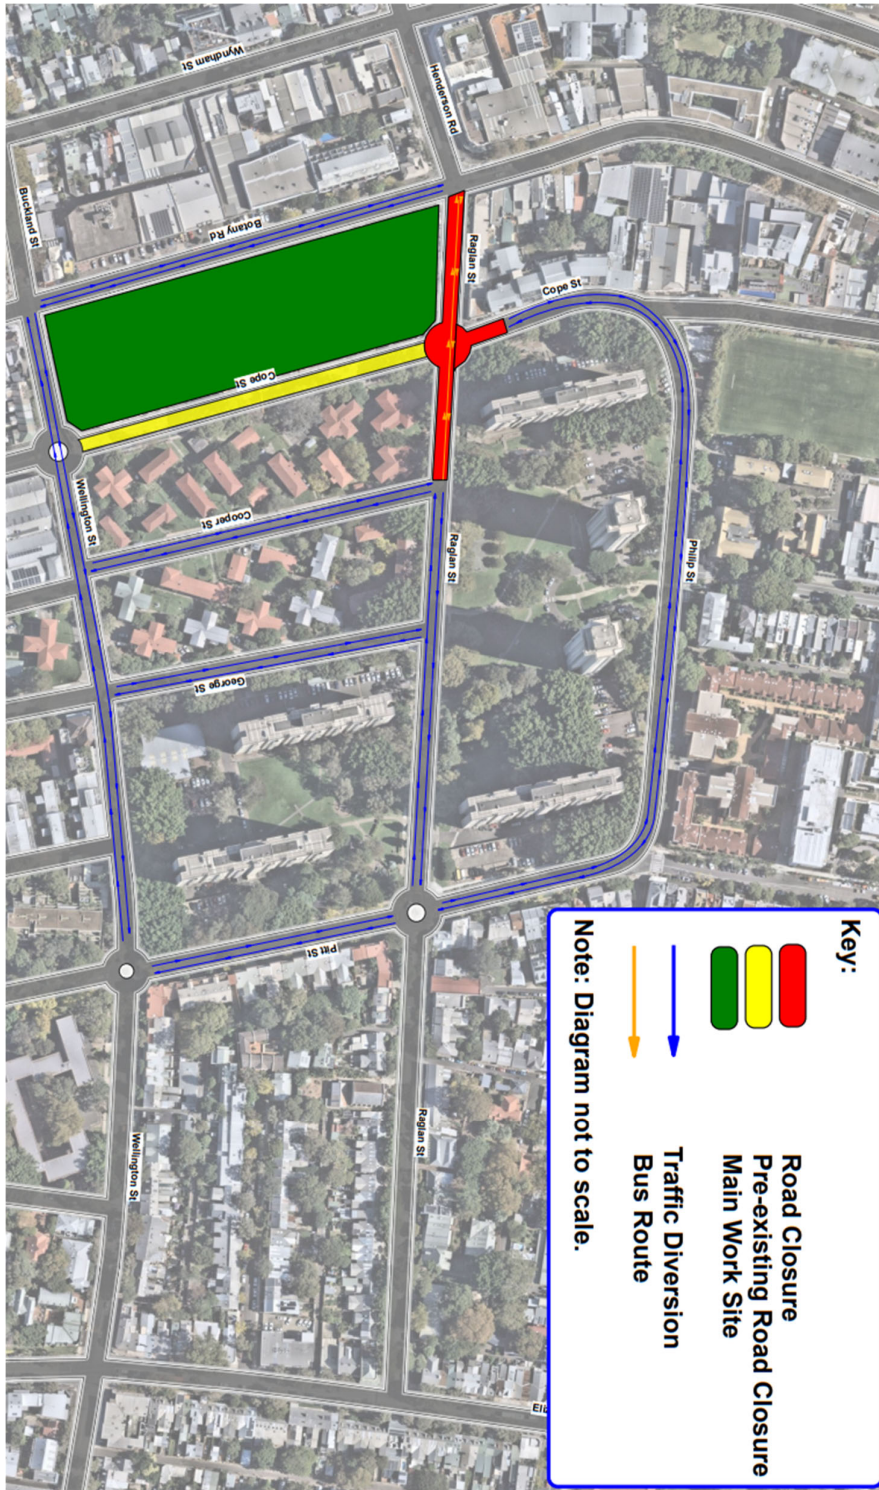 Key:
Road Closure
Pre-existing Road Closure
Main Work Site
Traffic Diversion
Bus Route
Note: Diagram not to scale.
Wyndham St
Henderson Rd
Buckland St
Botany Rd
Raglan St
Cope St
Cope St
Wellington St
Cooper St
Raglan St
Philip St
George St
Pitt St
Raglan St
Wellington St